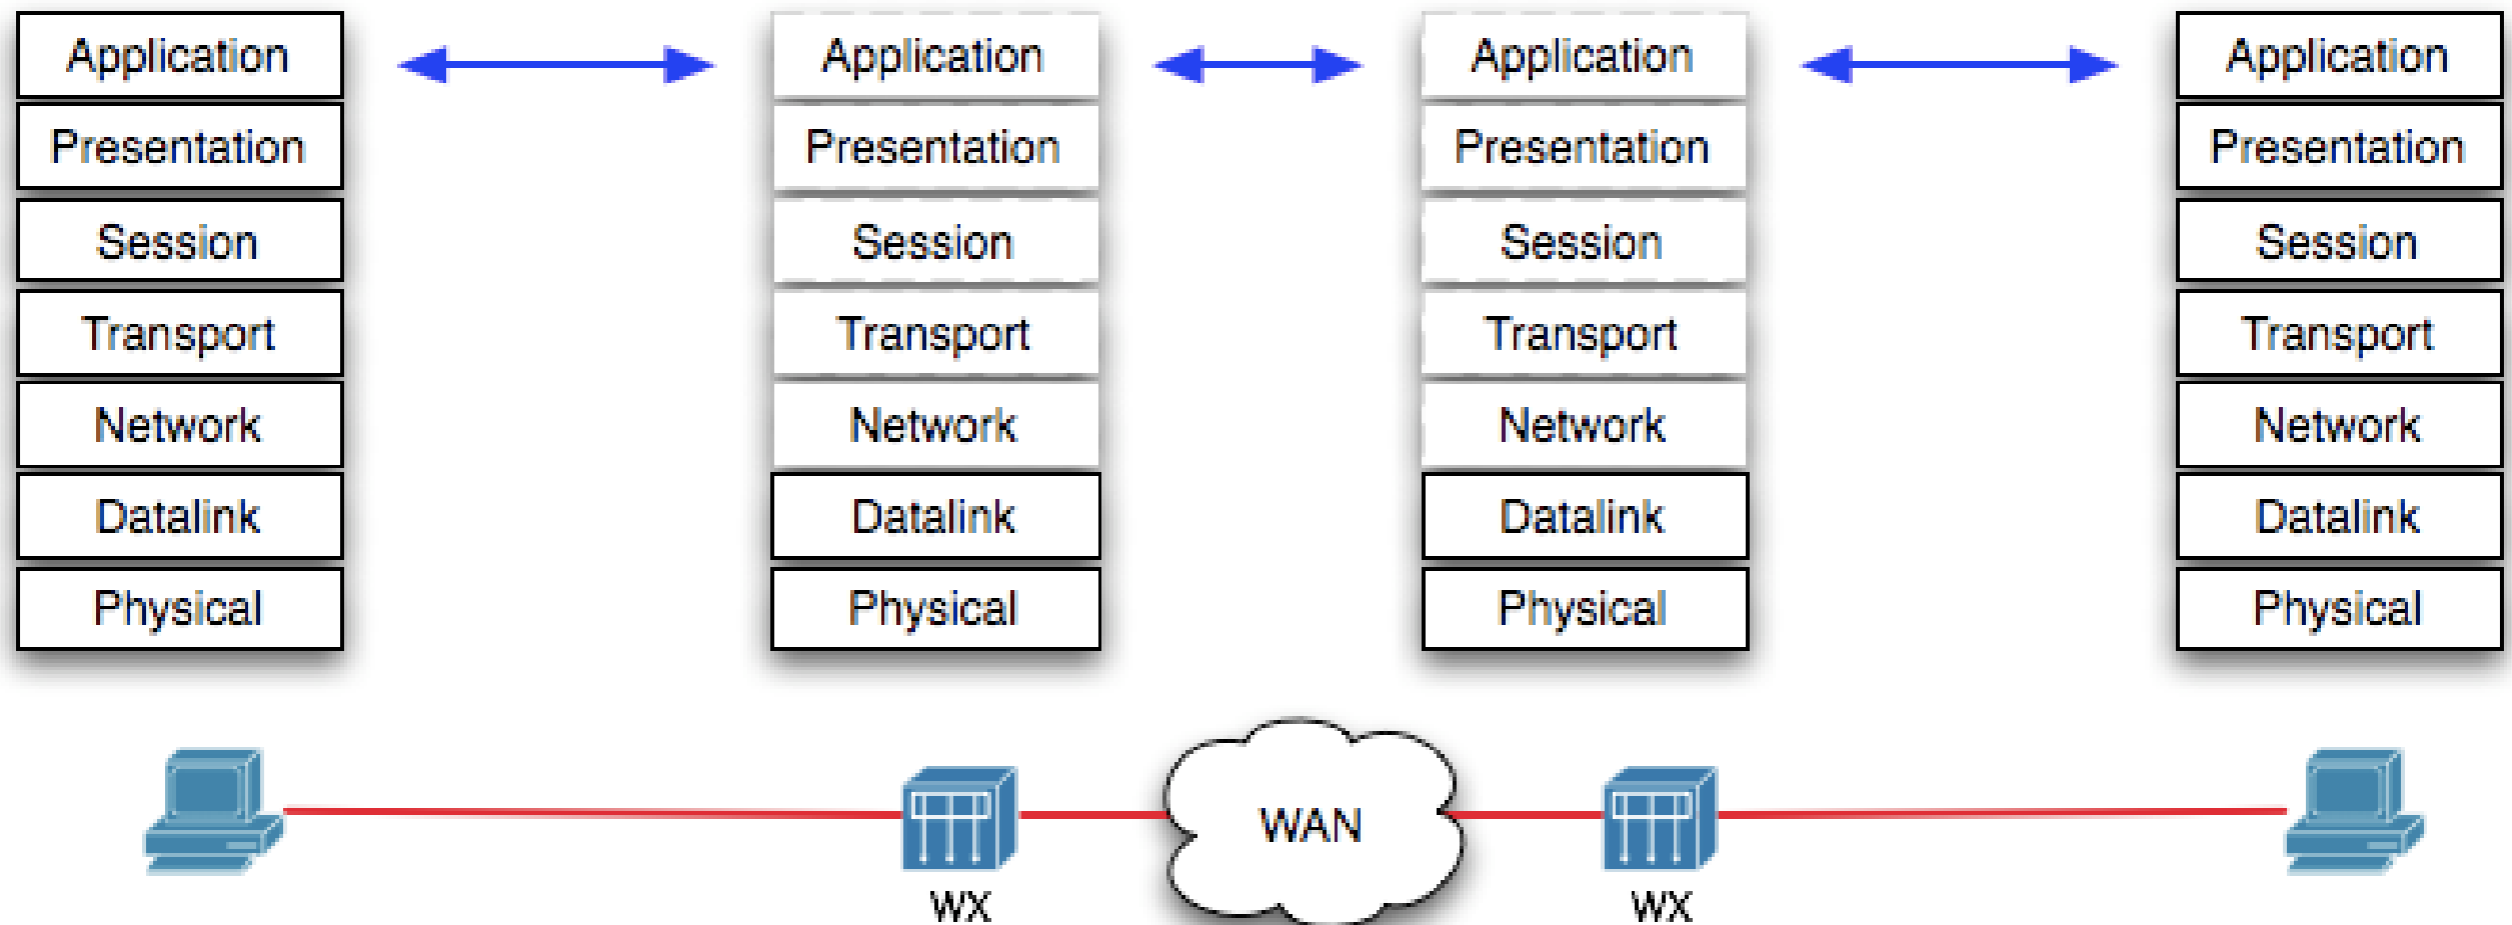 Application
Presentation
Session
Transport
Network
Datalink
Physical
Application
Presentation
Session
Transport
Network
Datalink
Physical
Application
Presentation
Session
Transport
Network
Datalink
Physical
Application
Presentation
Session
Transport
Network
Datalink
Physical
WX
WAN
WX